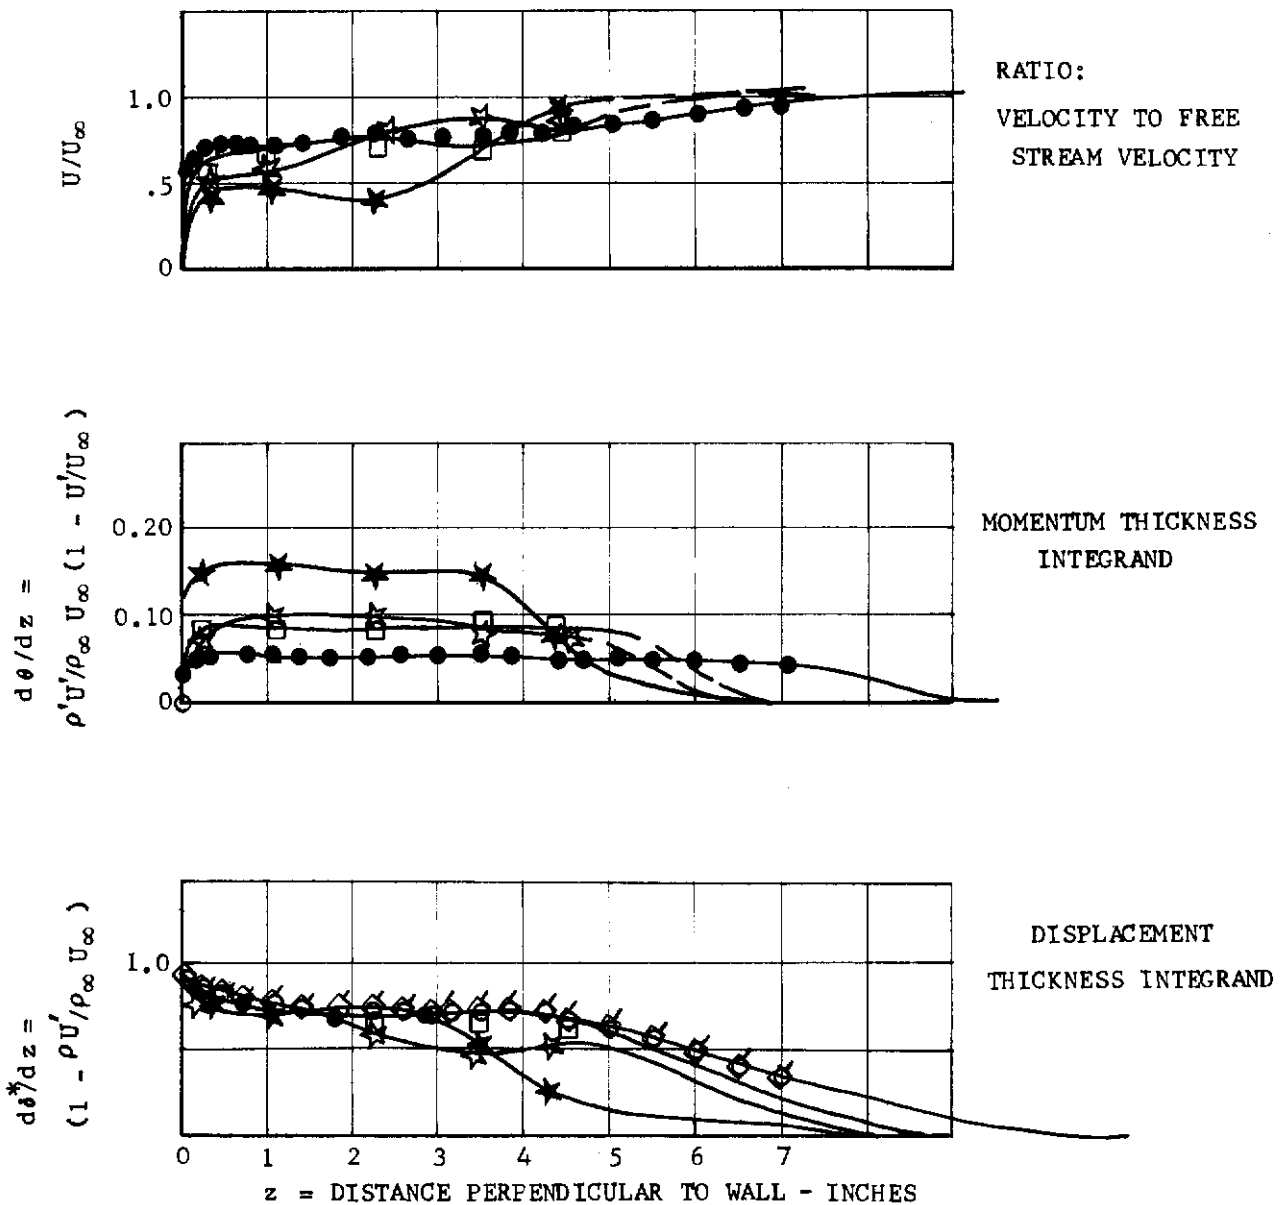 RATIO:
VELOCITY TO FREE
STREAM VELOCITY
U/U∞
1.0
.5
0
dθ/dz =
ρ'U'/ρ∞ U∞ (1 - U'/U∞ )
0.20
0.10
0
MOMENTUM THICKNESS
INTEGRAND
dδ*/dz =
(1 - ρU'/ρ∞ U∞ )
1.0
DISPLACEMENT
THICKNESS INTEGRAND
0 1 2 3 4 5 6 7
z = DISTANCE PERPENDICULAR TO WALL - INCHES